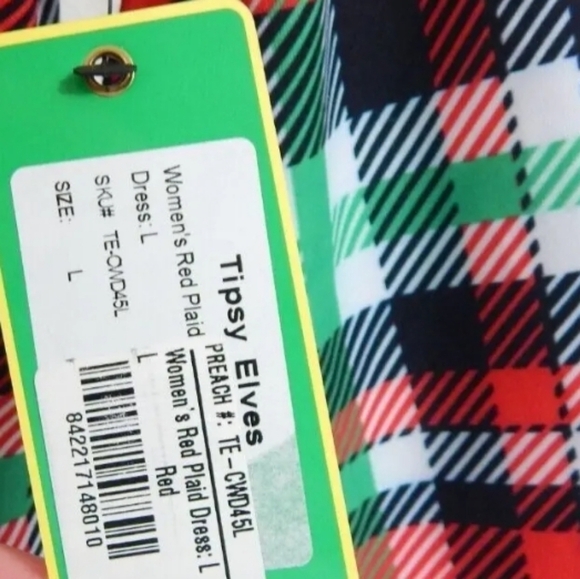 Tipsy Elves
Women's Red Plaid
Dress: L
SKU# TE-CWD45L
SIZE: L
PREACH #: TE-CWD45L
Women's Red Plaid Dress: L
Red
L
842217148010